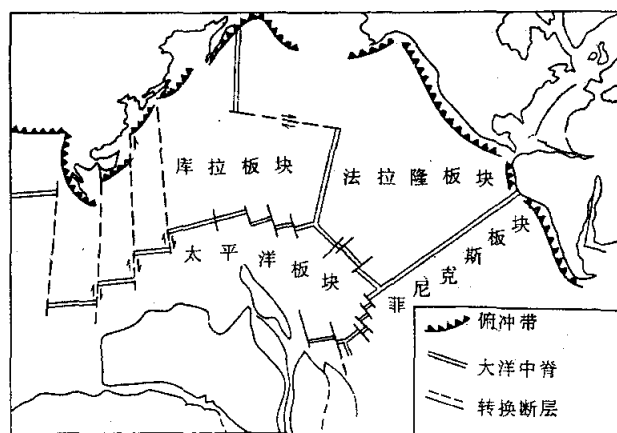 库拉板块
法拉隆板块
太平洋板块
菲尼克斯板块
俯冲带
大洋中脊
转换断层